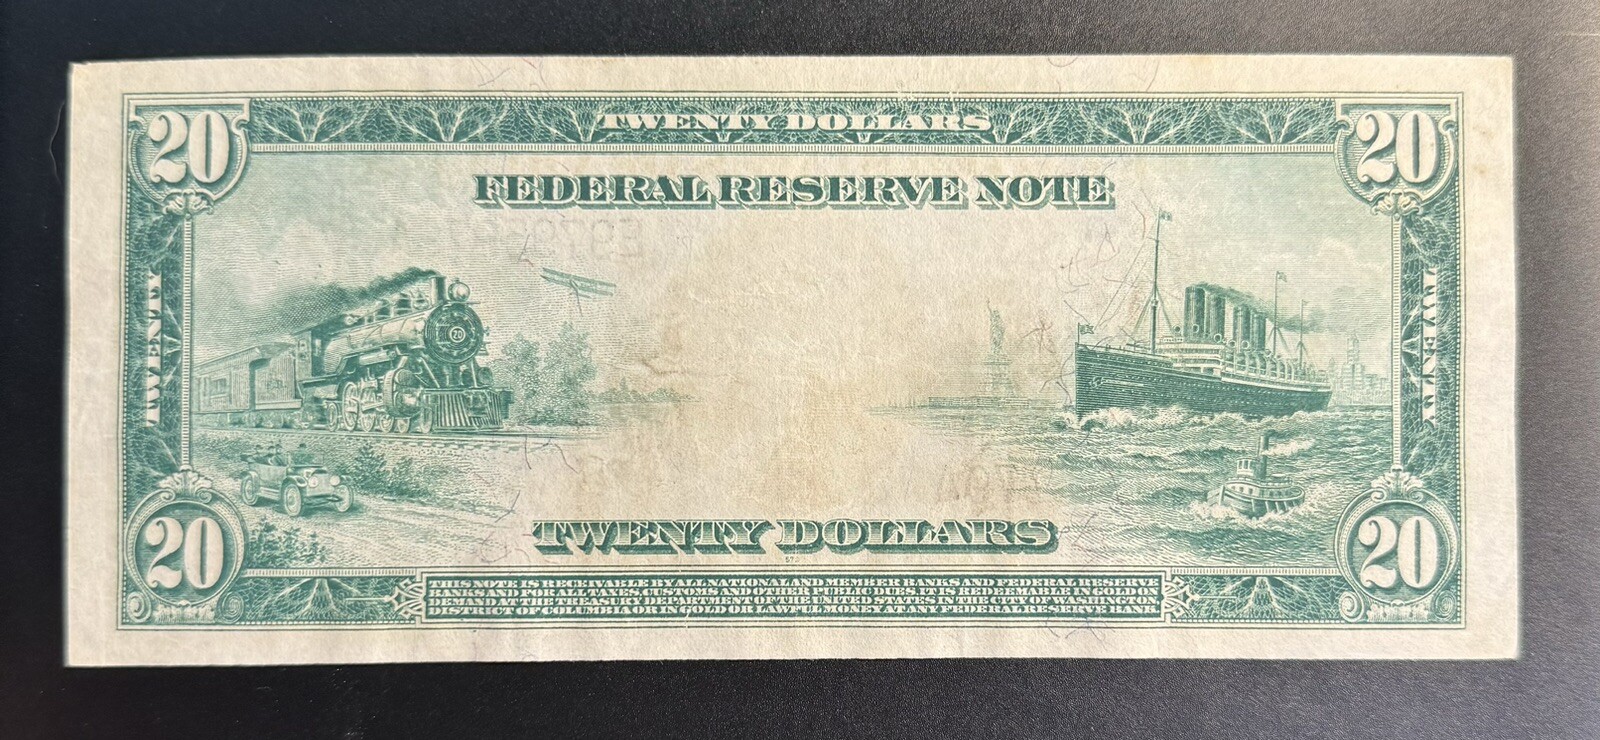 20 TWENTY DOLLARS 20
FEDERAL RESERVE NOTE
TWENTY
TWENTY
20
20 TWENTY DOLLARS 20
THIS NOTE IS RECEIVABLE BY ALL NATIONAL AND MEMBER BANKS AND FEDERAL RESERVE
BANKS AND FOR ALL TAXES, CUSTOMS AND OTHER PUBLIC DUES. IT IS REDEEMABLE IN GOLD ON
DEMAND AT THE TREASURY DEPARTMENT OF THE UNITED STATES IN THE CITY OF WASHINGTON,
DISTRICT OF COLUMBIA OR IN GOLD OR LAWFUL MONEY AT ANY FEDERAL RESERVE BANK.